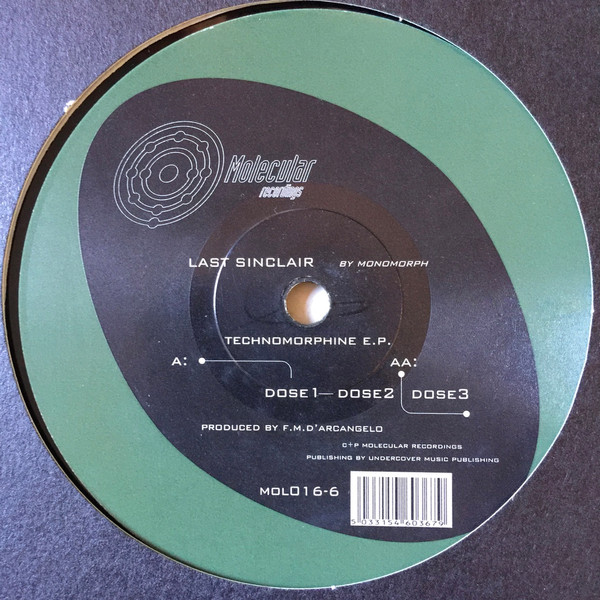 Molecular
recordings
LAST SINCLAIR BY MONOMORPH
TECHNOMORPHINE E.P.
A: AA:
DOSE1— DOSE2 DOSE3
PRODUCED BY F.M.D'ARCANGELO
C+P MOLECULAR RECORDINGS
PUBLISHING BY UNDERCOVER MUSIC PUBLISHING
MOL016-6
5 033154 603679